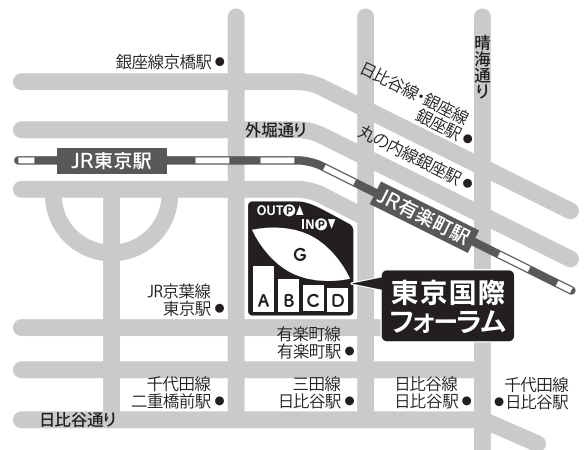 晴海通り
銀座線京橋駅
日比谷線・銀座線
銀座駅
外堀通り
丸の内線銀座駅
JR東京駅
JR有楽町駅
OUTP▲
INP▼
G
A B C D
東京国際
フォーラム
JR京葉線
東京駅
有楽町線
有楽町駅
千代田線
二重橋前駅
三田線
日比谷駅
日比谷線
日比谷駅
千代田線
日比谷駅
日比谷通り